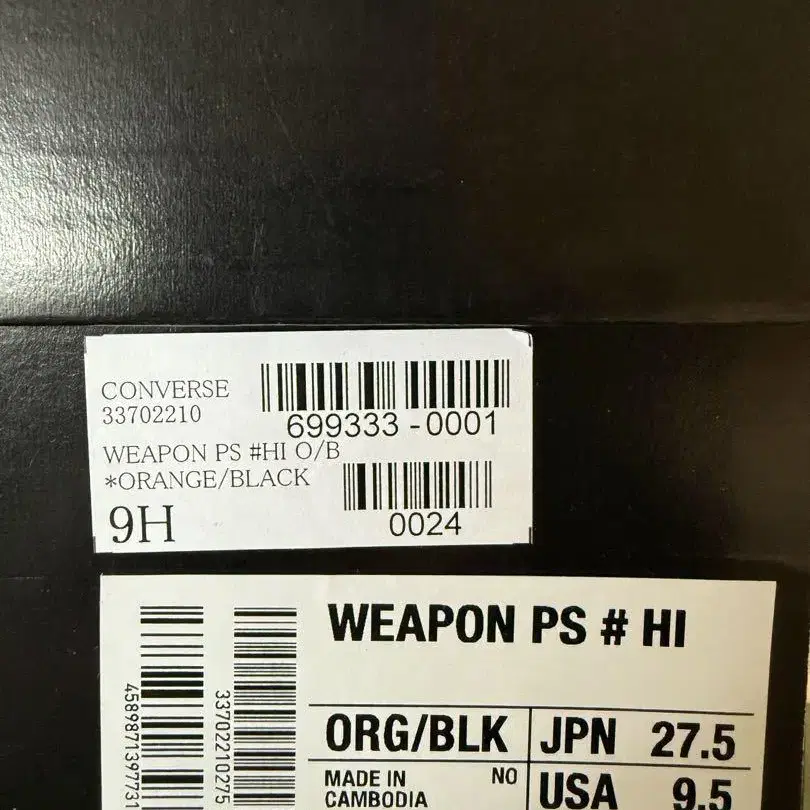 CONVERSE
33702210
699333-0001
WEAPON PS #HI O/B
*ORANGE/BLACK
9H
0024
WEAPON PS # HI
ORG/BLK JPN 27.5
MADE IN NO
CAMBODIA USA 9.5
33702210275